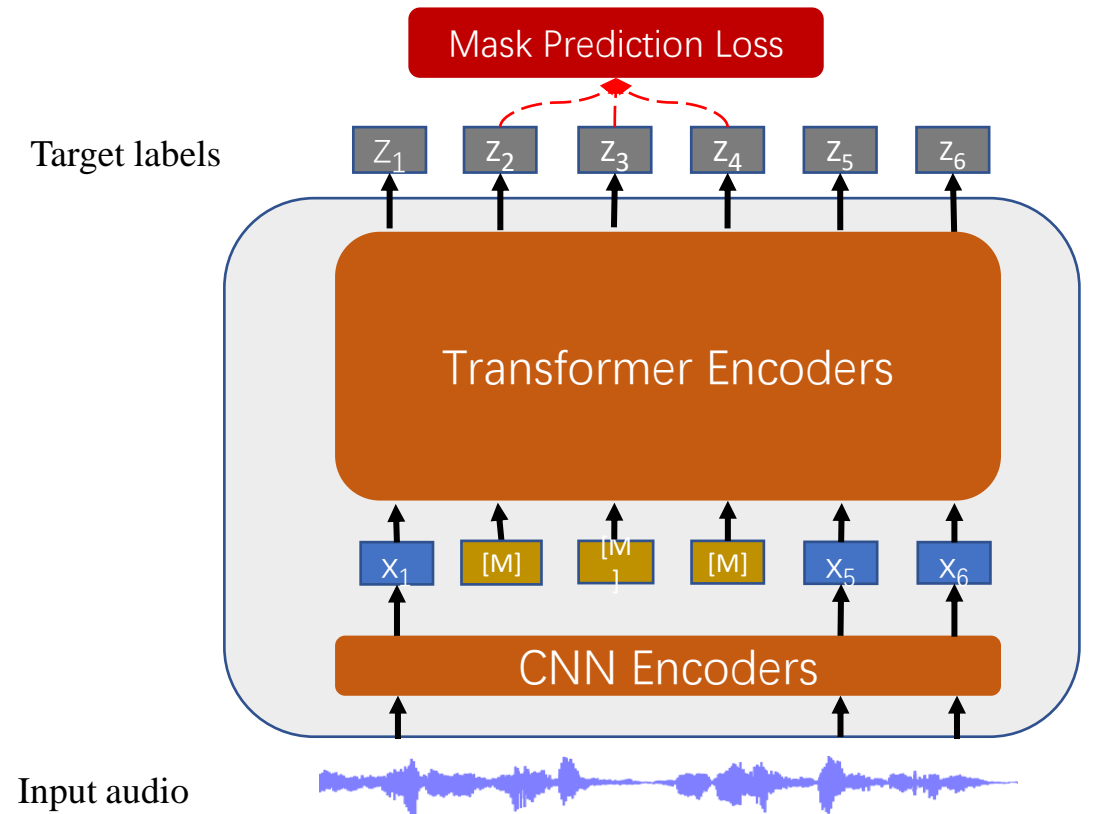 Mask Prediction Loss
Target labels
Z₁ z₂ z₃ z₄ z₅ z₆
Transformer Encoders
x₁ [M] [M
] [M] x₅ x₆
CNN Encoders
Input audio